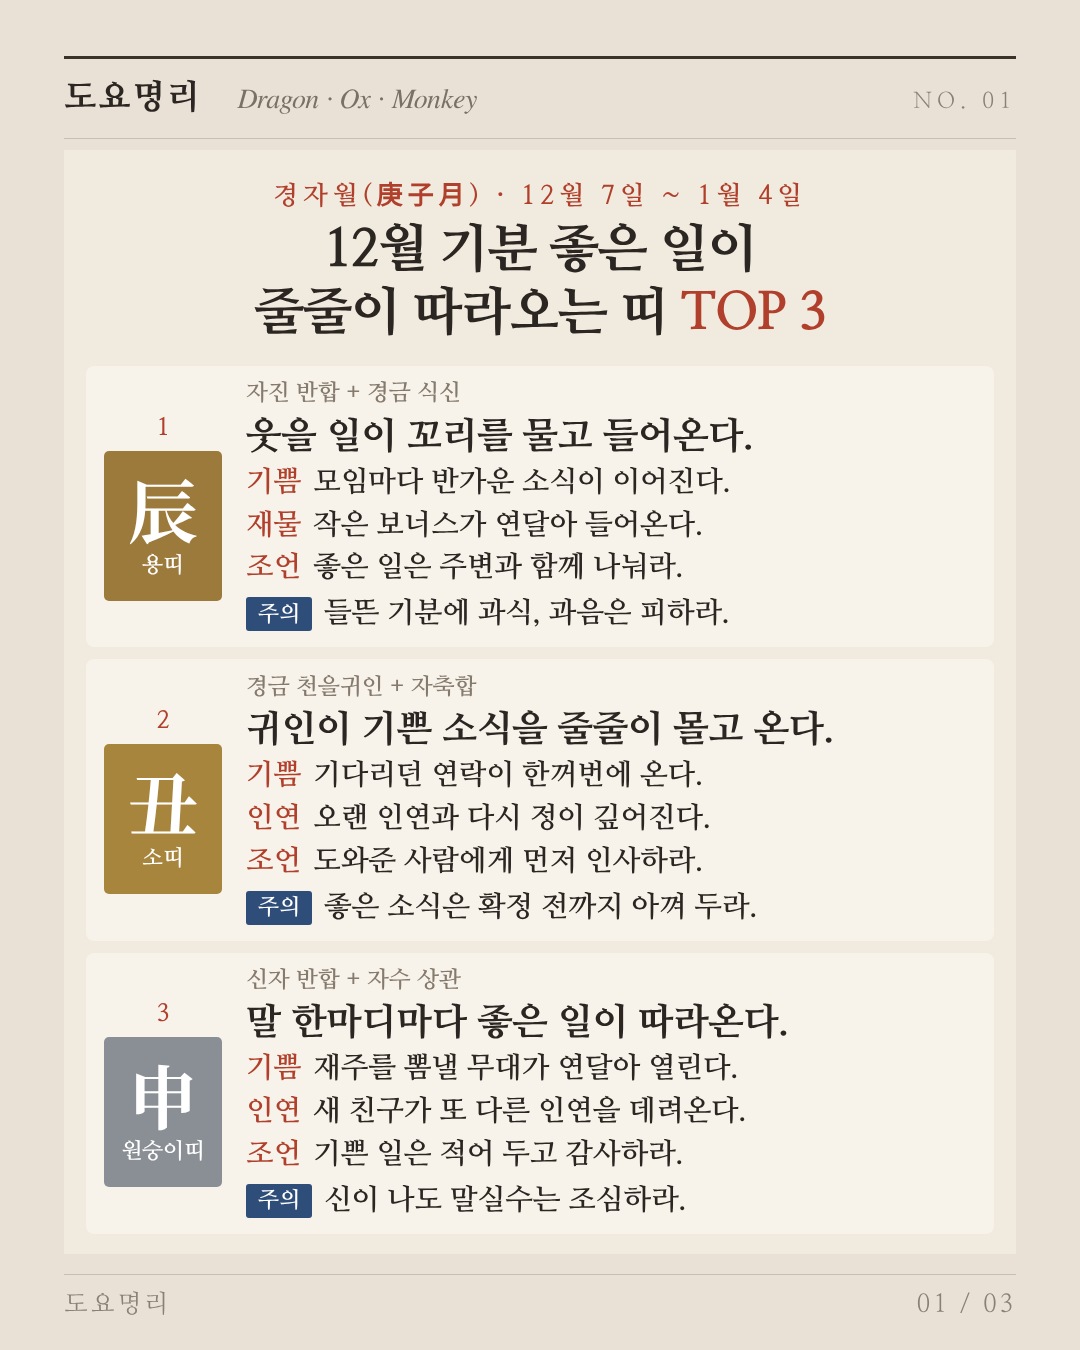 도요명리 Dragon · Ox · Monkey NO. 01
경자월(庚子月) · 12월 7일 ~ 1월 4일
12월 기분 좋은 일이
줄줄이 따라오는 띠 TOP 3
1
辰
용띠
자진 반합 + 경금 식신
웃을 일이 꼬리를 물고 들어온다.
기쁨 모임마다 반가운 소식이 이어진다.
재물 작은 보너스가 연달아 들어온다.
조언 좋은 일은 주변과 함께 나눠라.
주의 들뜬 기분에 과식, 과음은 피하라.
2
丑
소띠
경금 천을귀인 + 자축합
귀인이 기쁜 소식을 줄줄이 몰고 온다.
기쁨 기다리던 연락이 한꺼번에 온다.
인연 오랜 인연과 다시 정이 깊어진다.
조언 도와준 사람에게 먼저 인사하라.
주의 좋은 소식은 확정 전까지 아껴 두라.
3
申
원숭이띠
신자 반합 + 자수 상관
말 한마디마다 좋은 일이 따라온다.
기쁨 재주를 뽐낼 무대가 연달아 열린다.
인연 새 친구가 또 다른 인연을 데려온다.
조언 기쁜 일은 적어 두고 감사하라.
주의 신이 나도 말실수는 조심하라.
도요명리 01 / 03